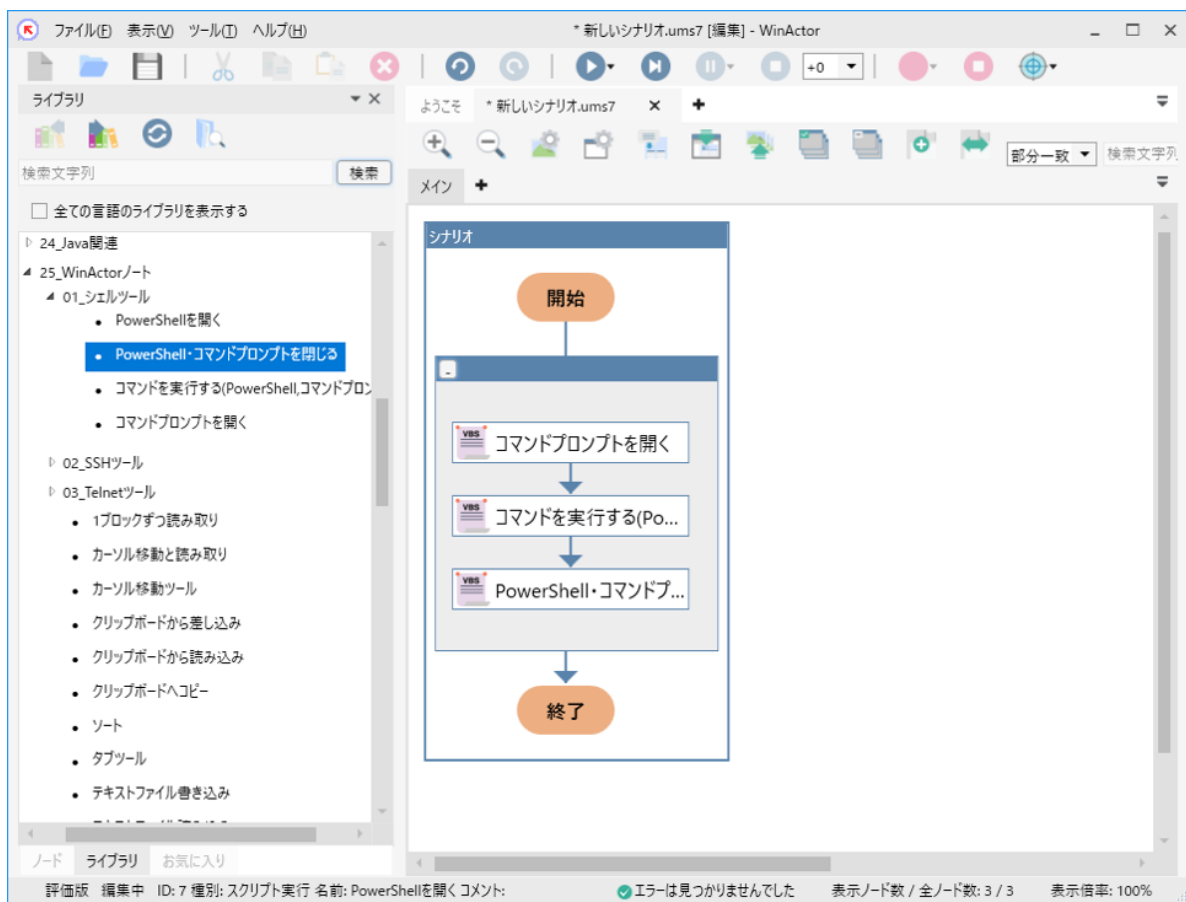 ファイル(F) 表示(V) ツール(T) ヘルプ(H) * 新しいシナリオ.ums7 [編集] - WinActor
+0
ライブラリ
ようこそ * 新しいシナリオ.ums7
検索文字列 検索
部分一致 検索文字列
メイン
全ての言語のライブラリを表示する
24_Java関連
25_WinActorノート
01_シェルツール
PowerShellを開く
PowerShell・コマンドプロンプトを閉じる
コマンドを実行する(PowerShell,コマンドプロン
コマンドプロンプトを開く
02_SSHツール
03_Telnetツール
1ブロックずつ読み取り
カーソル移動と読み取り
カーソル移動ツール
クリップボードから差し込み
クリップボードから読み込み
クリップボードへコピー
ソート
タブツール
テキストファイル書き込み
シナリオ
開始
VBS コマンドプロンプトを開く
VBS コマンドを実行する(Po...
VBS PowerShell・コマンドプ...
終了
ノード ライブラリ お気に入り
評価版 編集中 ID: 7 種別: スクリプト実行 名前: PowerShellを開く コメント: エラーは見つかりませんでした 表示ノード数 / 全ノード数: 3 / 3 表示倍率: 100%